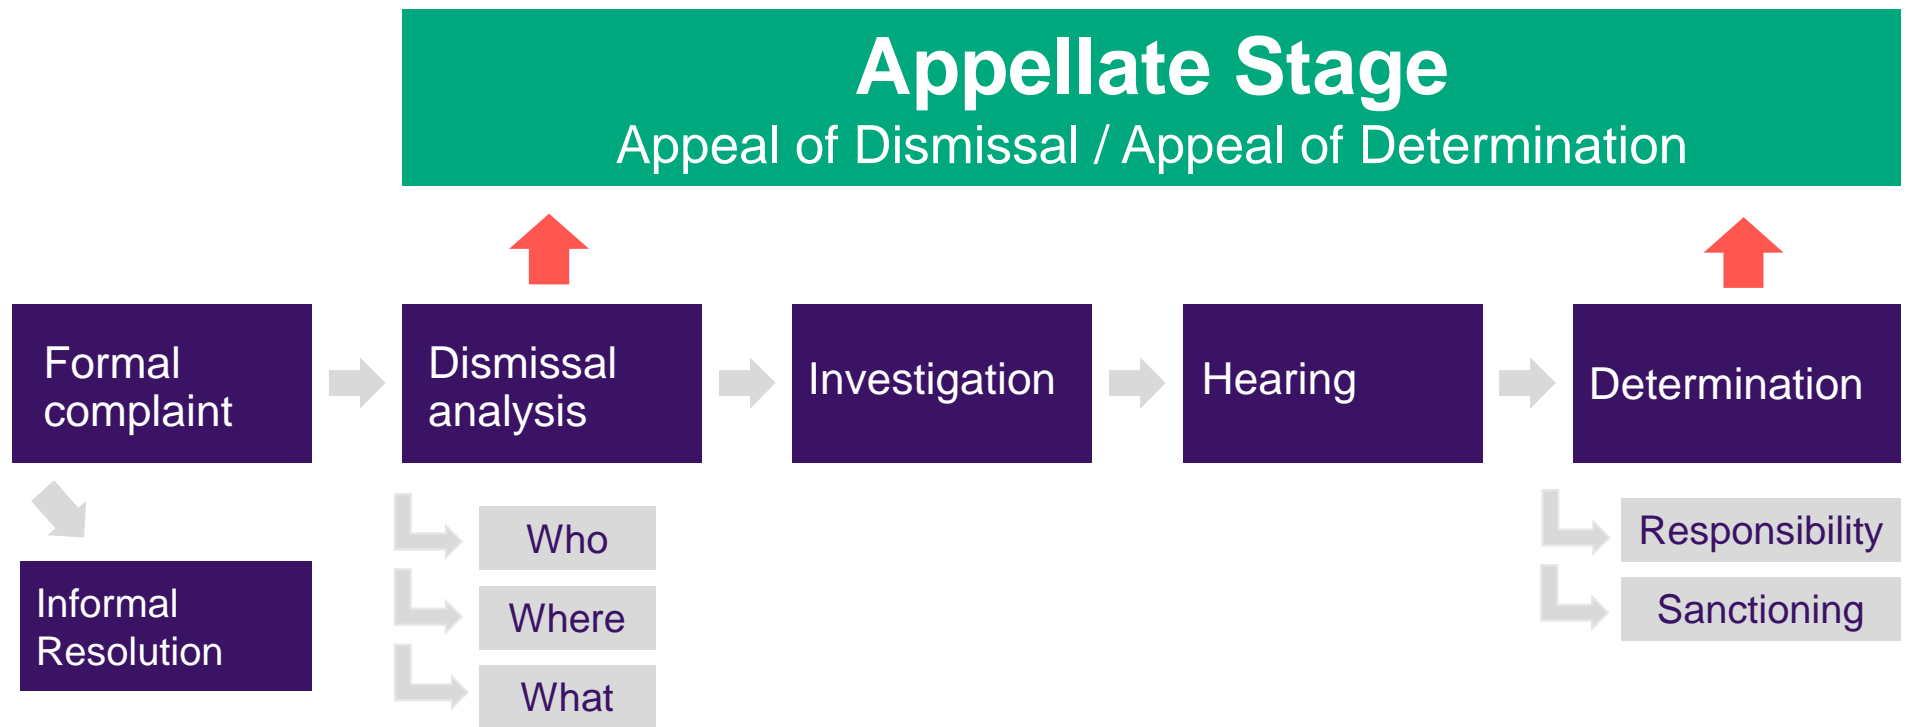 Appellate Stage
Appeal of Dismissal / Appeal of Determination
Formal
complaint
Dismissal
analysis
Investigation
Hearing
Determination
Informal
Resolution
Who
Where
What
Responsibility
Sanctioning